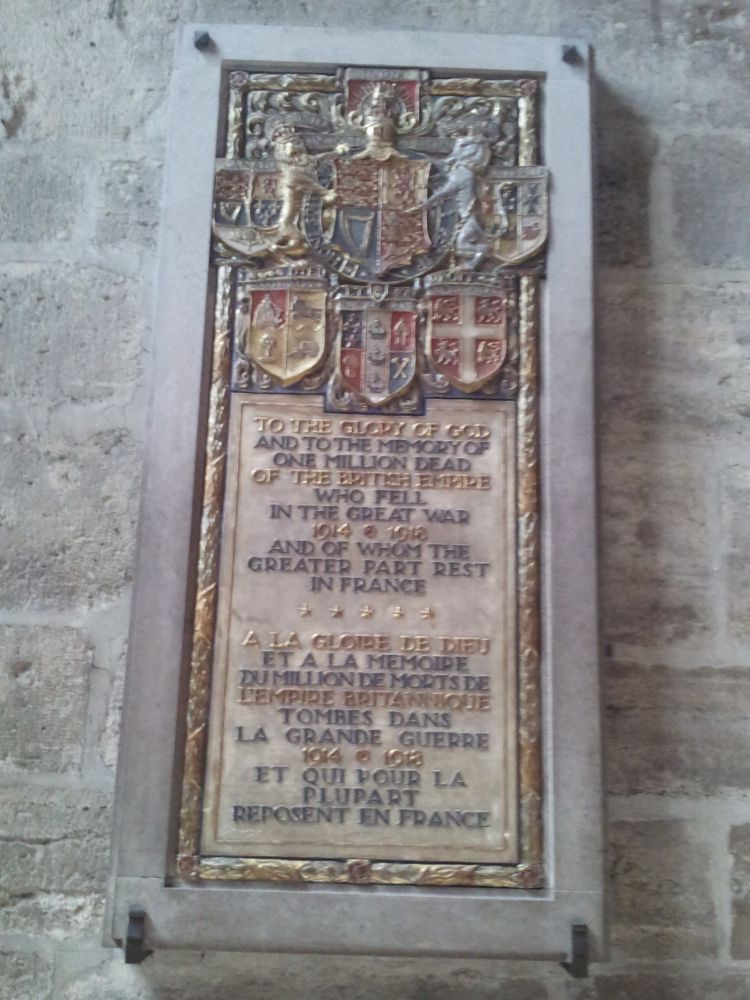 INDIA
TO THE GLORY OF GOD
AND TO THE MEMORY OF
ONE MILLION DEAD
OF THE BRITISH EMPIRE
WHO FELL
IN THE GREAT WAR
1914 1918
AND OF WHOM THE
GREATER PART REST
IN FRANCE
A LA GLOIRE DE DIEU
ET A LA MEMOIRE
DU MILLION DE MORTS DE
L'EMPIRE BRITANNIQUE
TOMBES DANS
LA GRANDE GUERRE
1914 1918
ET QUI POUR LA
PLUPART
REPOSENT EN FRANCE